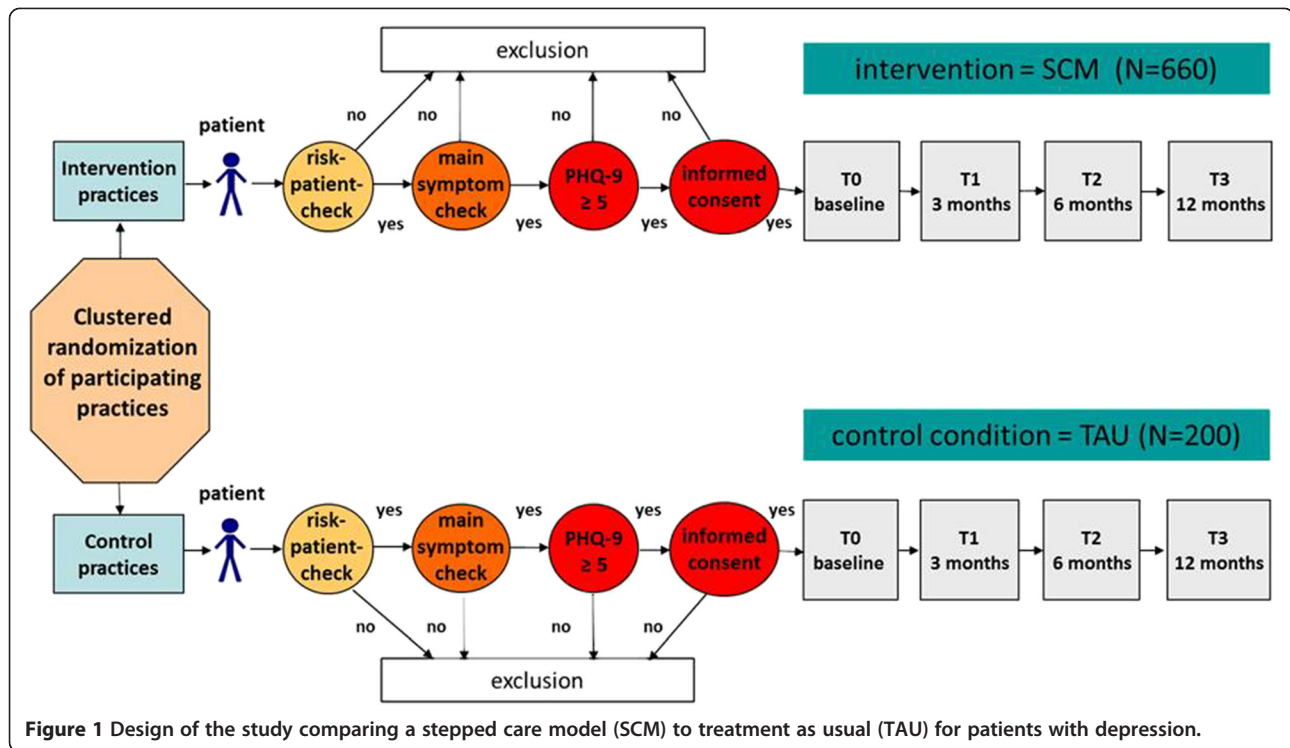 exclusion
intervention = SCM (N=660)
no
no
no
no
patient
Intervention
practices
risk-
patient-
check
yes
main
symptom
check
yes
PHQ-9
≥ 5
yes
informed
consent
yes
T0
baseline
T1
3 months
T2
6 months
T3
12 months
Clustered
randomization
of participating
practices
control condition = TAU (N=200)
patient
Control
practices
risk-
patient-
check
yes
main
symptom
check
yes
PHQ-9
≥ 5
yes
informed
consent
yes
T0
baseline
T1
3 months
T2
6 months
T3
12 months
no
no
no
no
exclusion
Figure 1 Design of the study comparing a stepped care model (SCM) to treatment as usual (TAU) for patients with depression.